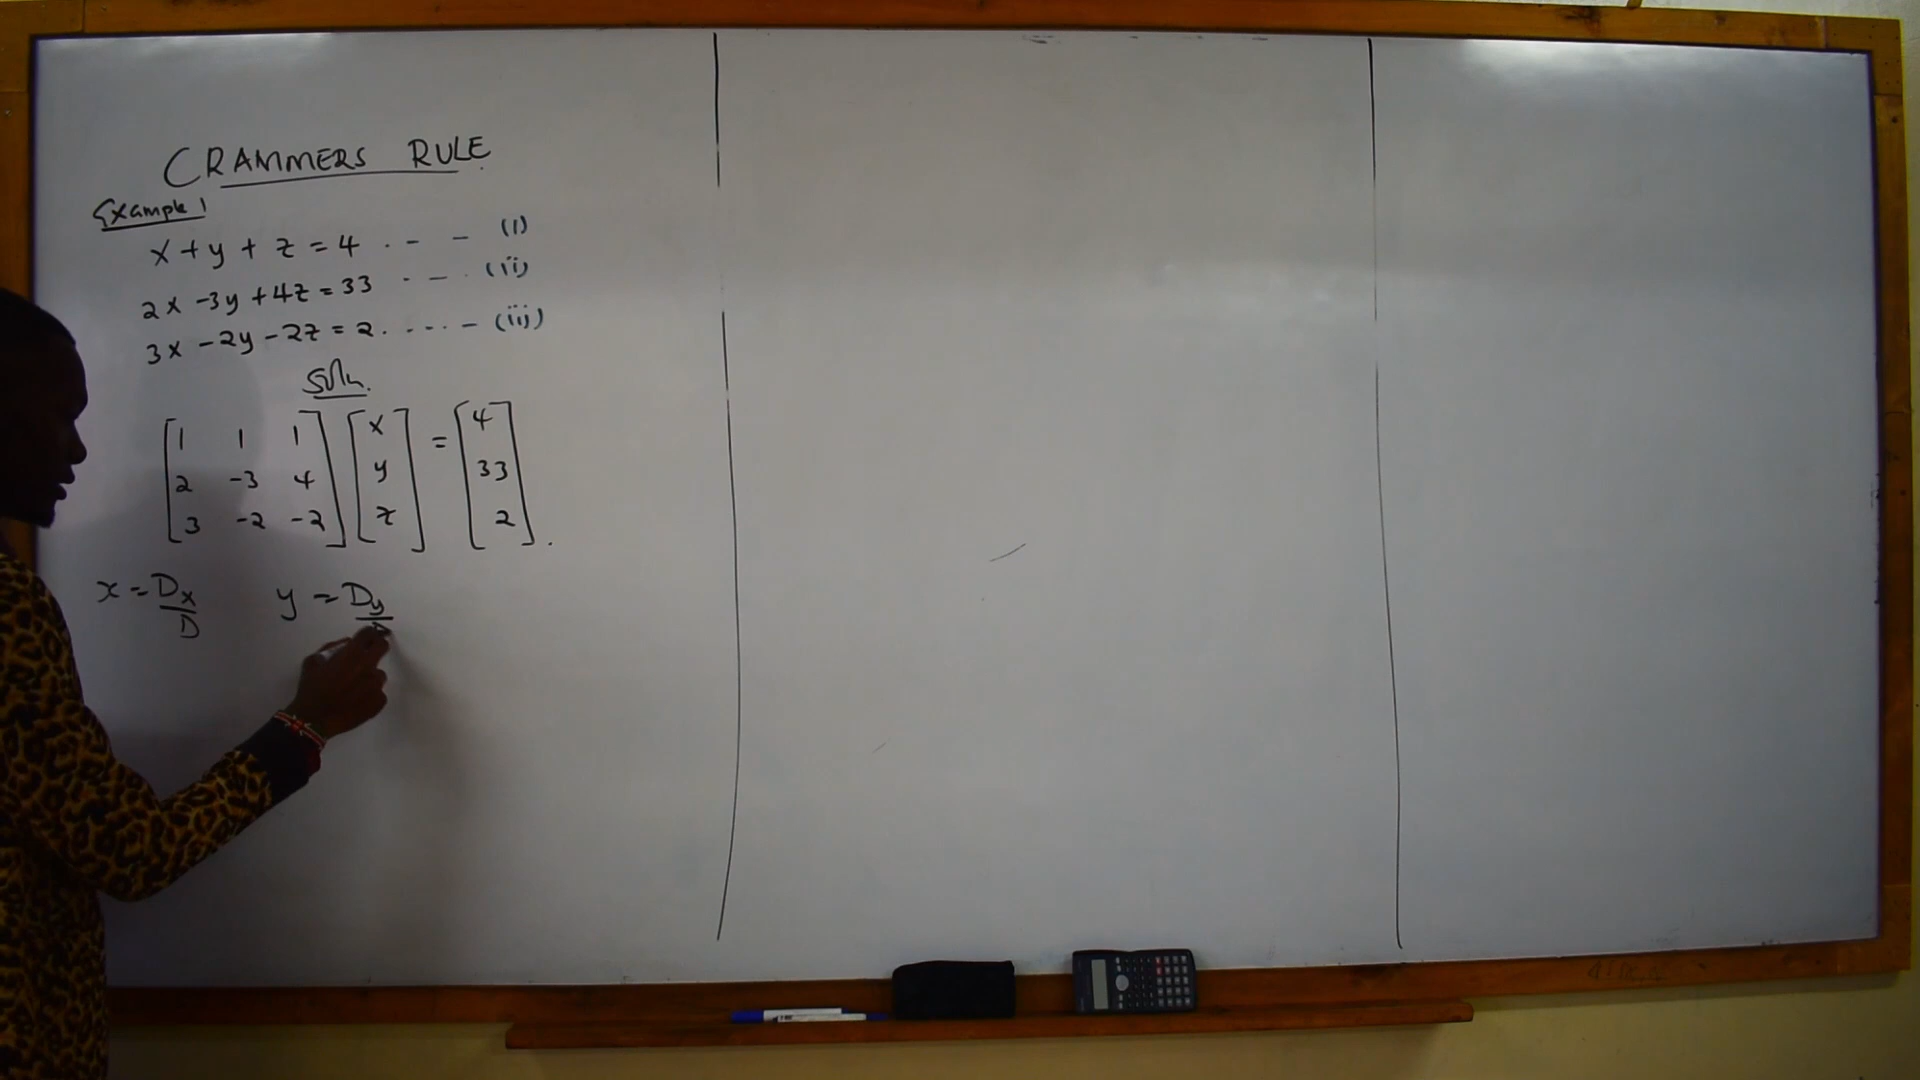 CRAMMERS RULE
Example 1
x + y + z = 4 . - - (i)
2x -3y +4z = 33 . - . (ii)
3x -2y -2z = 2 . . . . - (iii)
Soln.
[1 1 1] [x] = [4]
[2 -3 4] [y] [33]
[3 -2 -2] [z] [2] .
x = Dx/D y = Dy/D